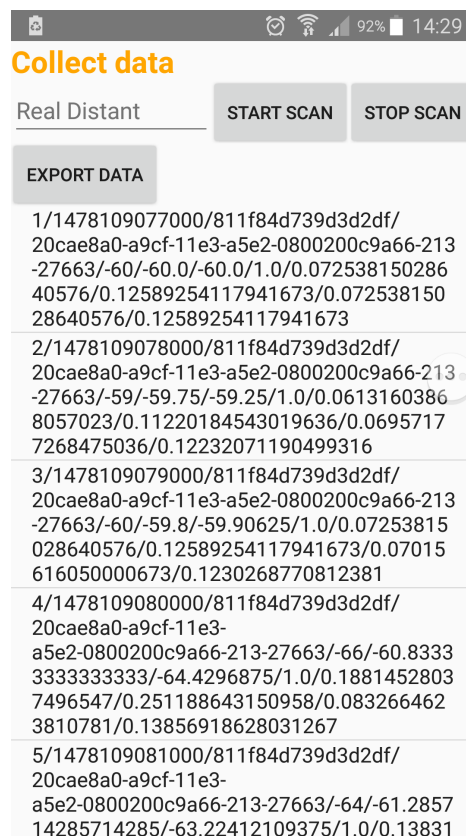 92% 14:29
Collect data
Real Distant START SCAN STOP SCAN
EXPORT DATA
1/1478109077000/811f84d739d3d2df/
20cae8a0-a9cf-11e3-a5e2-0800200c9a66-213
-27663/-60/-60.0/-60.0/1.0/0.072538150286
40576/0.12589254117941673/0.072538150
28640576/0.12589254117941673
2/1478109078000/811f84d739d3d2df/
20cae8a0-a9cf-11e3-a5e2-0800200c9a66-213
-27663/-59/-59.75/-59.25/1.0/0.0613160386
8057023/0.11220184543019636/0.0695717
7268475036/0.12232071190499316
3/1478109079000/811f84d739d3d2df/
20cae8a0-a9cf-11e3-a5e2-0800200c9a66-213
-27663/-60/-59.8/-59.90625/1.0/0.07253815
028640576/0.12589254117941673/0.07015
616050000673/0.1230268770812381
4/1478109080000/811f84d739d3d2df/
20cae8a0-a9cf-11e3-
a5e2-0800200c9a66-213-27663/-66/-60.8333
3333333333/-64.4296875/1.0/0.1881452803
7496547/0.251188643150958/0.083266462
3810781/0.13856918628031267
5/1478109081000/811f84d739d3d2df/
20cae8a0-a9cf-11e3-
a5e2-0800200c9a66-213-27663/-64/-61.2857
14285714285/-63.22412109375/1.0/0.13831